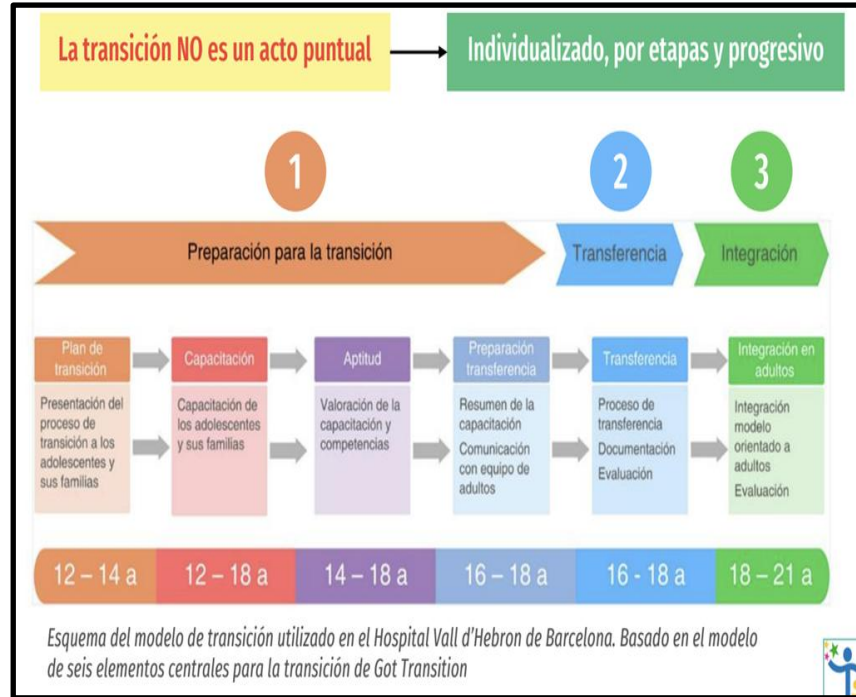 La transición NO es un acto puntual
Individualizado, por etapas y progresivo
1
2
3
Preparación para la transición
Transferencia
Integración
Plan de
transición
Presentación del
proceso de
transición a los
adolescentes y
sus familias
Capacitación
Capacitación de
los adolescentes
y sus familias
Aptitud
Valoración de la
capacitación y
competencias
Preparación
transferencia
Resumen de la
capacitación
Comunicación
con equipo de
adultos
Transferencia
Proceso de
transferencia
Documentación
Evaluación
Integración en
adultos
Integración
modelo
orientado a
adultos
Evaluación
12 – 14 a
12 – 18 a
14 – 18 a
16 – 18 a
16 - 18 a
18 – 21 a
Esquema del modelo de transición utilizado en el Hospital Vall d'Hebron de Barcelona. Basado en el modelo
de seis elementos centrales para la transición de Got Transition